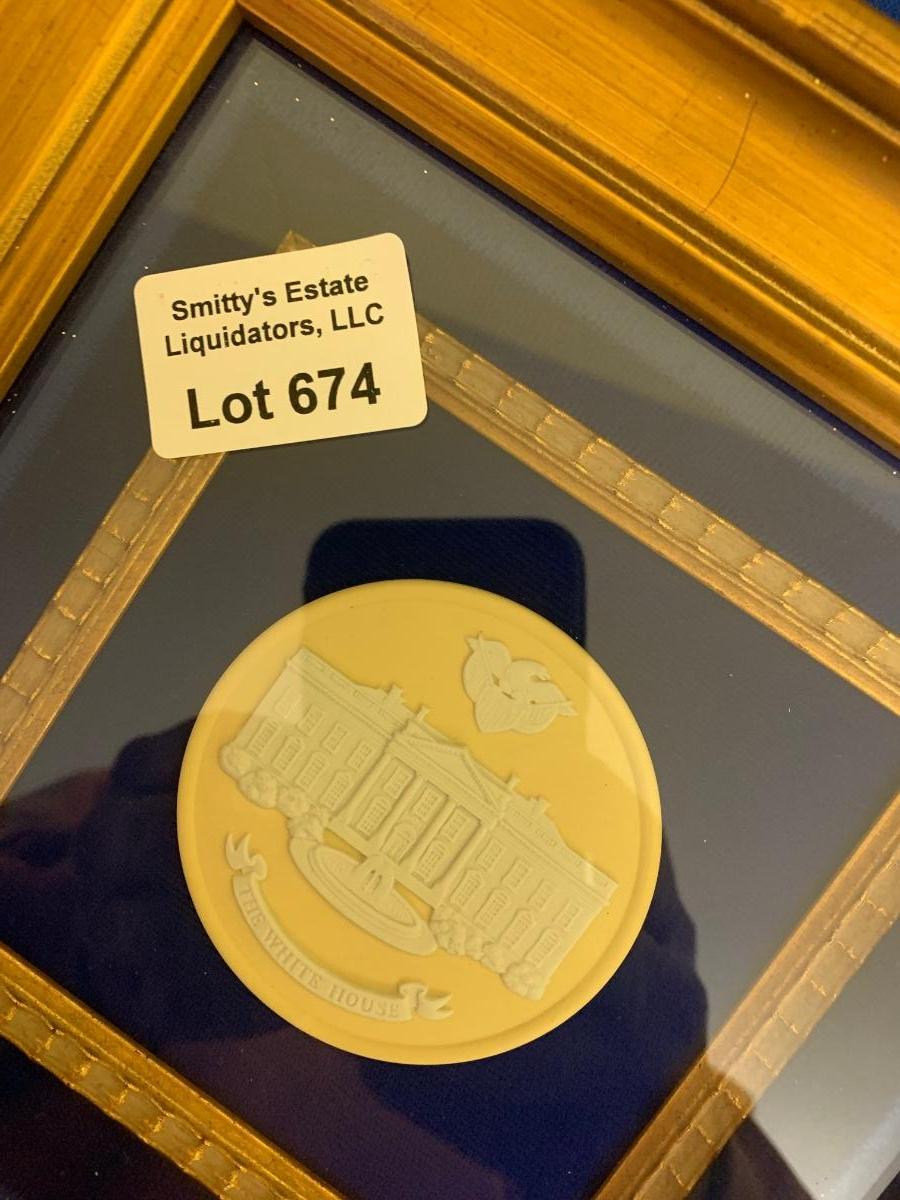 Smitty's Estate
Liquidators, LLC
Lot 674
THE WHITE HOUSE